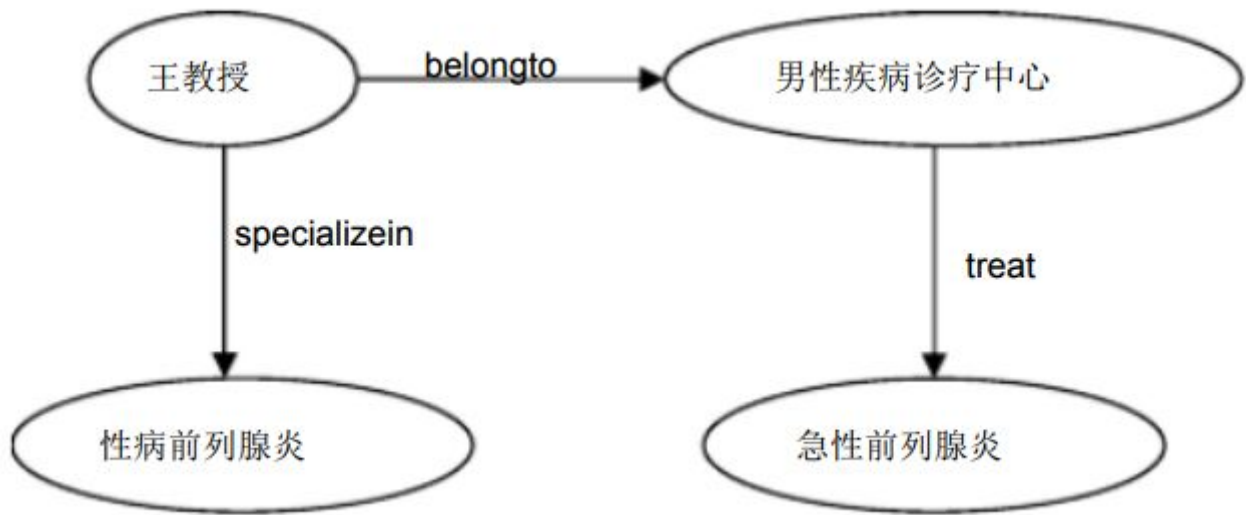 王教授
belongto
男性疾病诊疗中心
specializein
treat
性病前列腺炎
急性前列腺炎